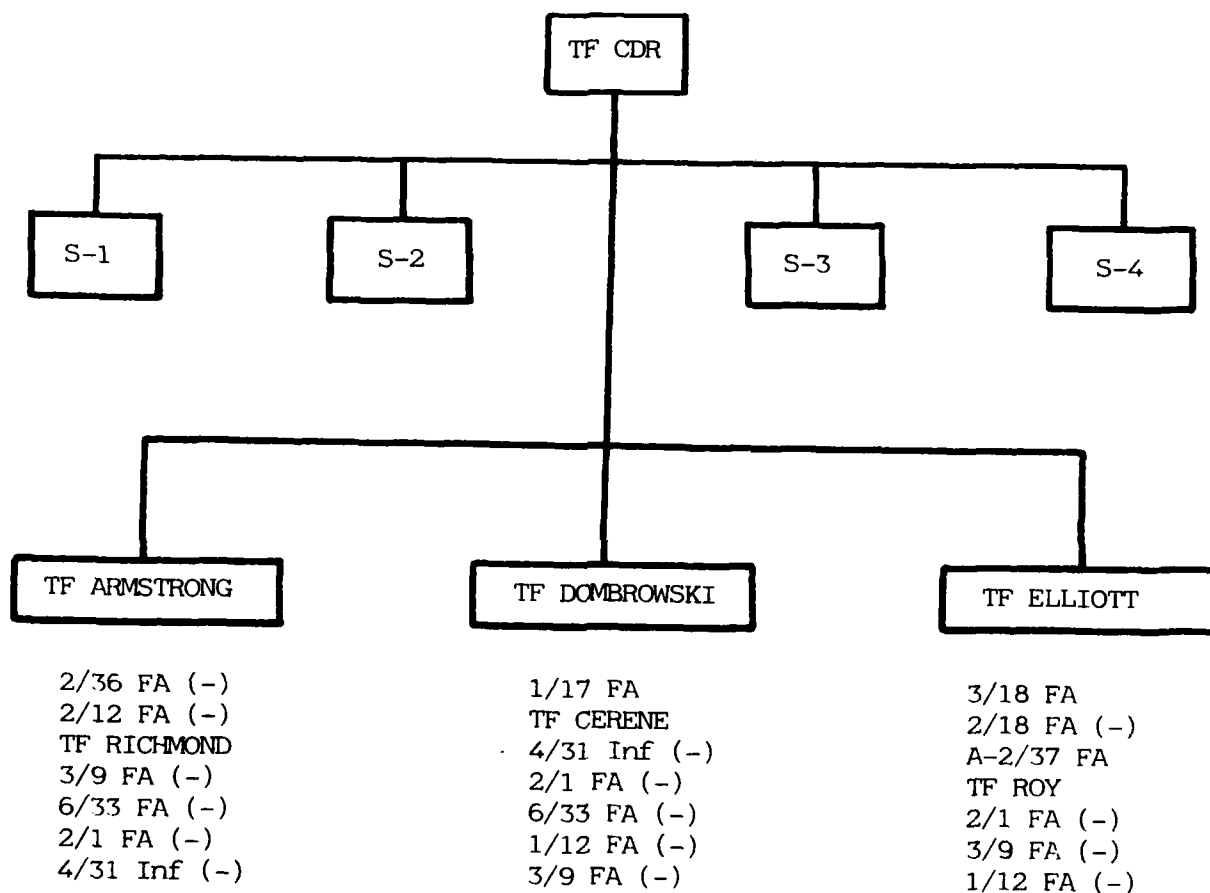 TF CDR
S-1
S-2
S-3
S-4
TF ARMSTRONG
2/36 FA (-)
2/12 FA (-)
TF RICHMOND
3/9 FA (-)
6/33 FA (-)
2/1 FA (-)
4/31 Inf (-)
TF DOMBROWSKI
1/17 FA
TF CERENE
4/31 Inf (-)
2/1 FA (-)
6/33 FA (-)
1/12 FA (-)
3/9 FA (-)
TF ELLIOTT
3/18 FA
2/18 FA (-)
A-2/37 FA
TF ROY
2/1 FA (-)
3/9 FA (-)
1/12 FA (-)